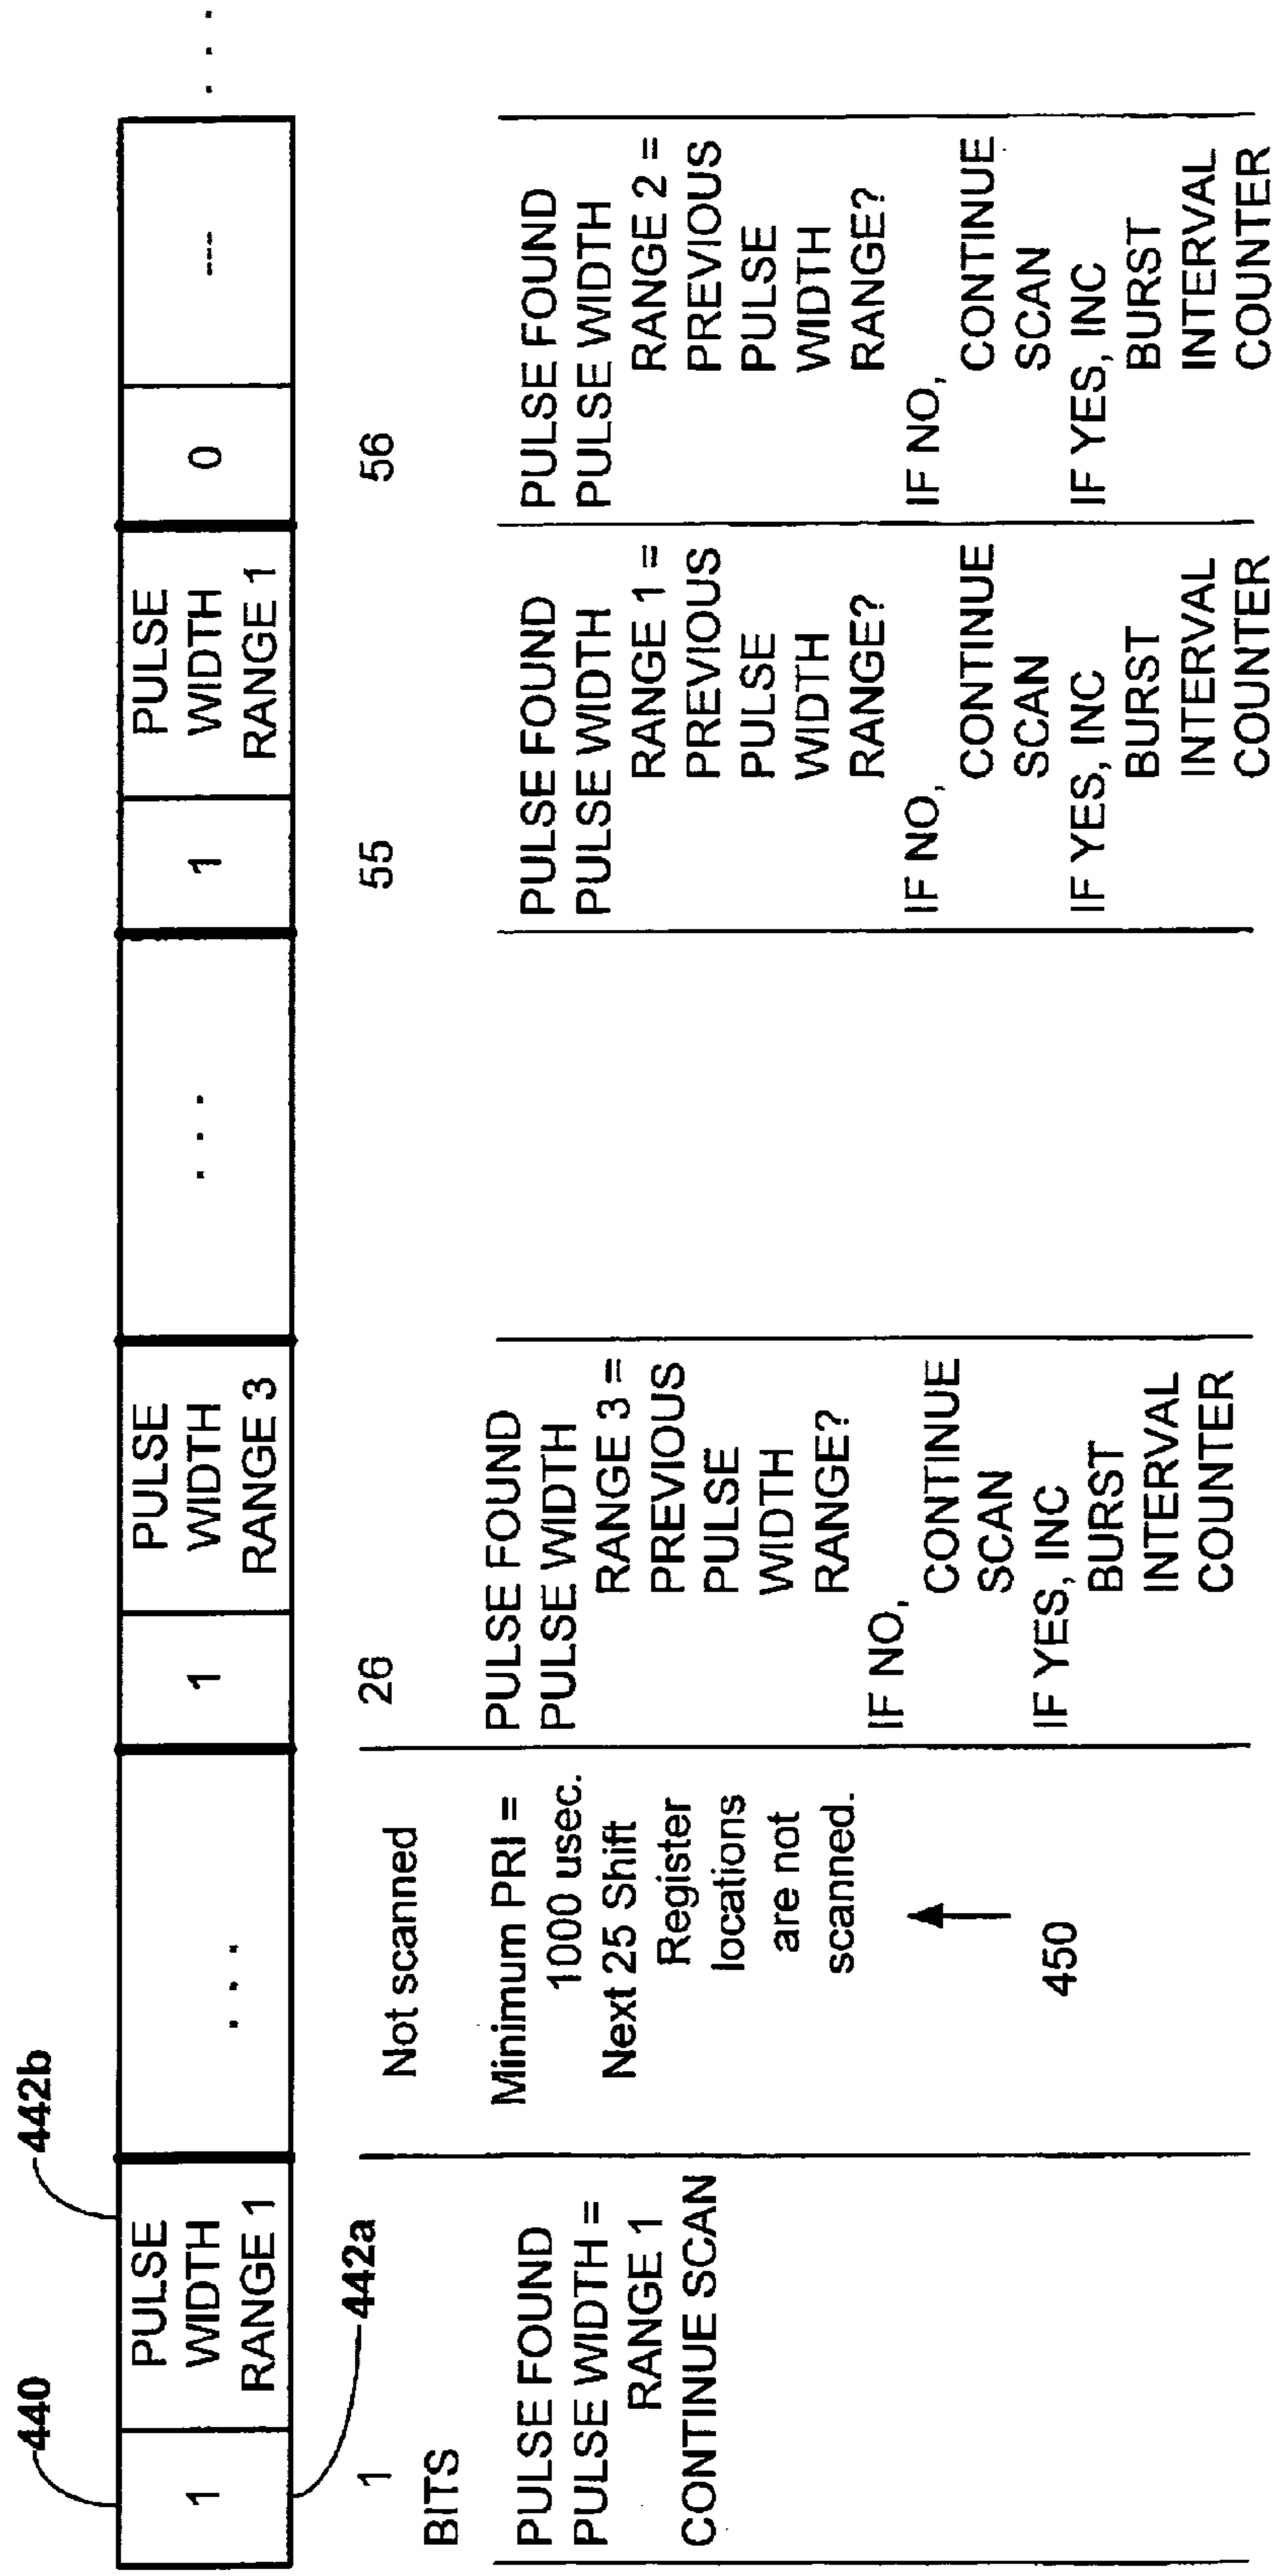 440
442b
1
PULSE
WIDTH
RANGE 1
. . .
1
PULSE
WIDTH
RANGE 3
. . .
1
PULSE
WIDTH
RANGE 1
0
---
. . .
442a
1
BITS
26
55
56
PULSE FOUND
PULSE WIDTH =
RANGE 1
CONTINUE SCAN
Not scanned
Minimum PRI =
1000 usec.
Next 25 Shift
Register
locations
are not
scanned.
450
PULSE FOUND
PULSE WIDTH
RANGE 3 =
PREVIOUS
PULSE
WIDTH
RANGE?
IF NO,
CONTINUE
SCAN
IF YES, INC
BURST
INTERVAL
COUNTER
PULSE FOUND
PULSE WIDTH
RANGE 1 =
PREVIOUS
PULSE
WIDTH
RANGE?
IF NO,
CONTINUE
SCAN
IF YES, INC
BURST
INTERVAL
COUNTER
PULSE FOUND
PULSE WIDTH
RANGE 2 =
PREVIOUS
PULSE
WIDTH
RANGE?
IF NO,
CONTINUE
SCAN
IF YES, INC
BURST
INTERVAL
COUNTER